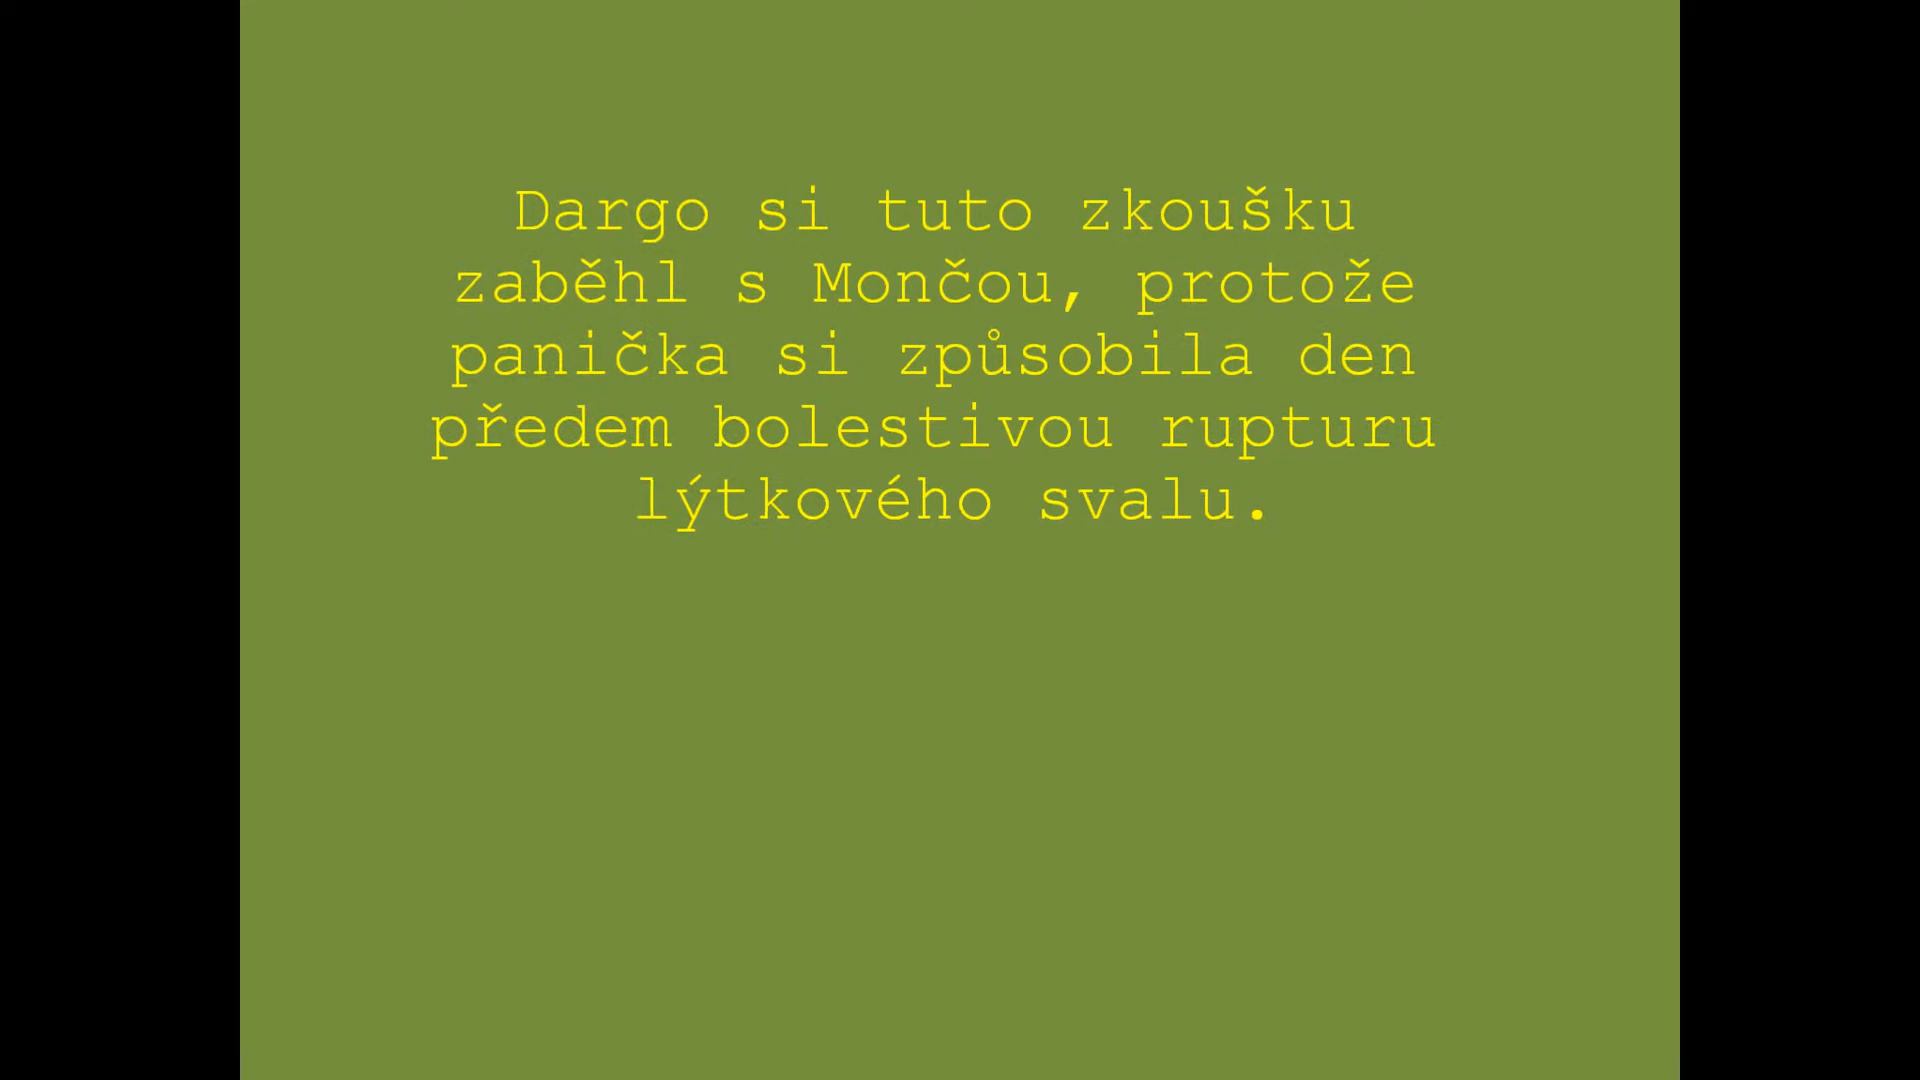 Dargo si tuto zkoušku
zaběhl s Mončou, protože
panička si způsobila den
předem bolestivou rupturu
lýtkového svalu.